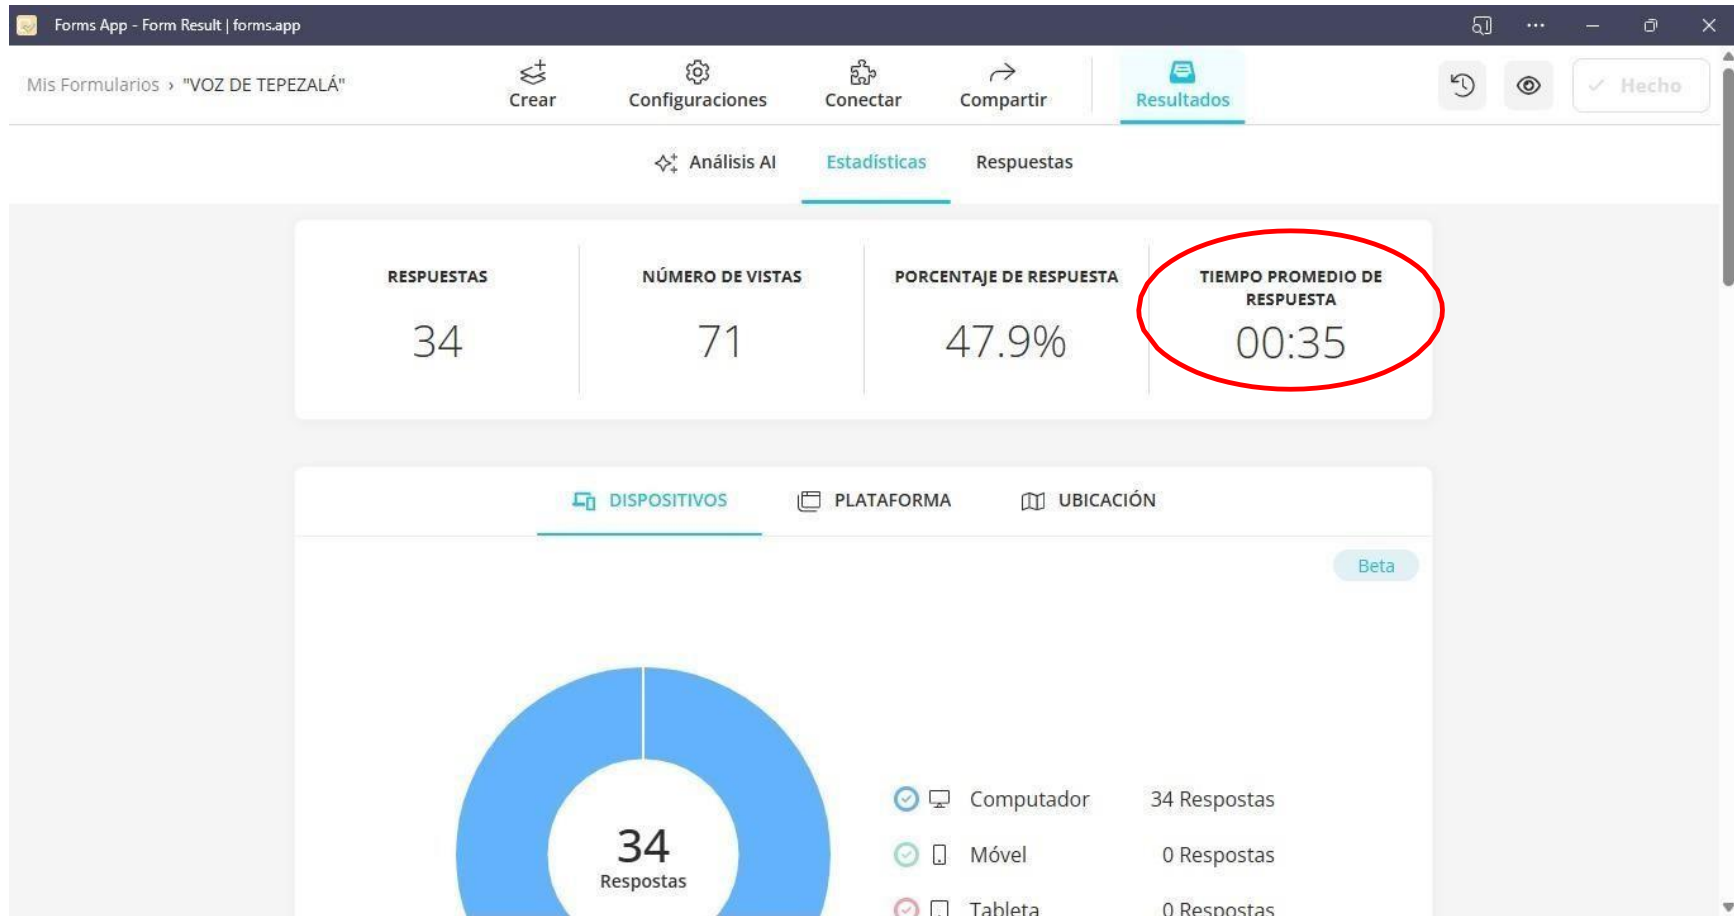 Forms App - Form Result | forms.app
Mis Formularios › "VOZ DE TEPEZALÁ"
Crear
Configuraciones
Conectar
Compartir
Resultados
Hecho
Análisis AI
Estadísticas
Respuestas
RESPUESTAS
34
NÚMERO DE VISTAS
71
PORCENTAJE DE RESPUESTA
47.9%
TIEMPO PROMEDIO DE
RESPUESTA
00:35
DISPOSITIVOS
PLATAFORMA
UBICACIÓN
Beta
34
Respostas
Computador 34 Respostas
Móvel 0 Respostas
Tableta 0 Respostas